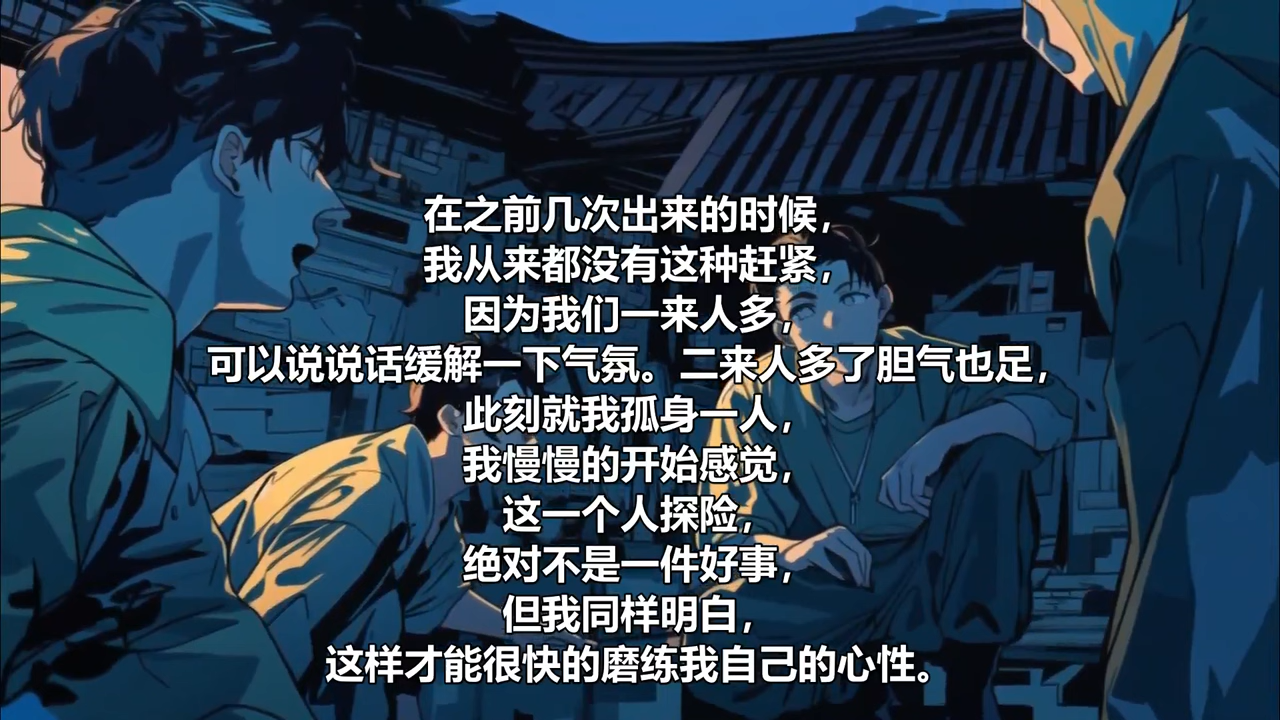 在之前几次出来的时候，
我从来都没有这种赶紧，
因为我们一来人多，
可以说说话缓解一下气氛。二来人多了胆气也足，
此刻就我孤身一人，
我慢慢的开始感觉，
这一个人探险，
绝对不是一件好事，
但我同样明白，
这样才能很快的磨练我自己的心性。